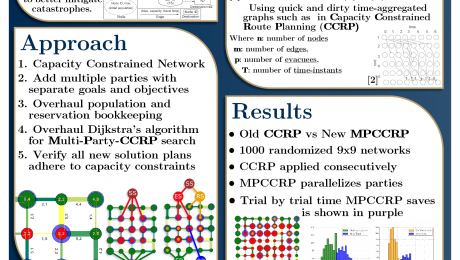 to better mitigate
catastrophes.
Approach
1. Capacity Constrained Network
2. Add multiple parties with
separate goals and objectives
3. Overhaul population and
reservation bookkeeping
4. Overhaul Dijkstra's algorithm
for Multi-Party-CCRP search
5. Verify all new solution plans
adhere to capacity constraints
SS
SS
RS
Using quick and dirty time-aggregated
graphs such as in Capacity Constrained
Route Planning (CCRP)
Where n: number of nodes
m: number of edges.
p: number of evacuees.
T: number of time-instants
[2]
Results
• Old CCRP vs New MPCCRP
• 1000 randomized 9x9 networks
• CCRP applied consecutively
• MPCCRP parallelizes parties
• Trial by trial time MPCCRP saves
is shown in purple